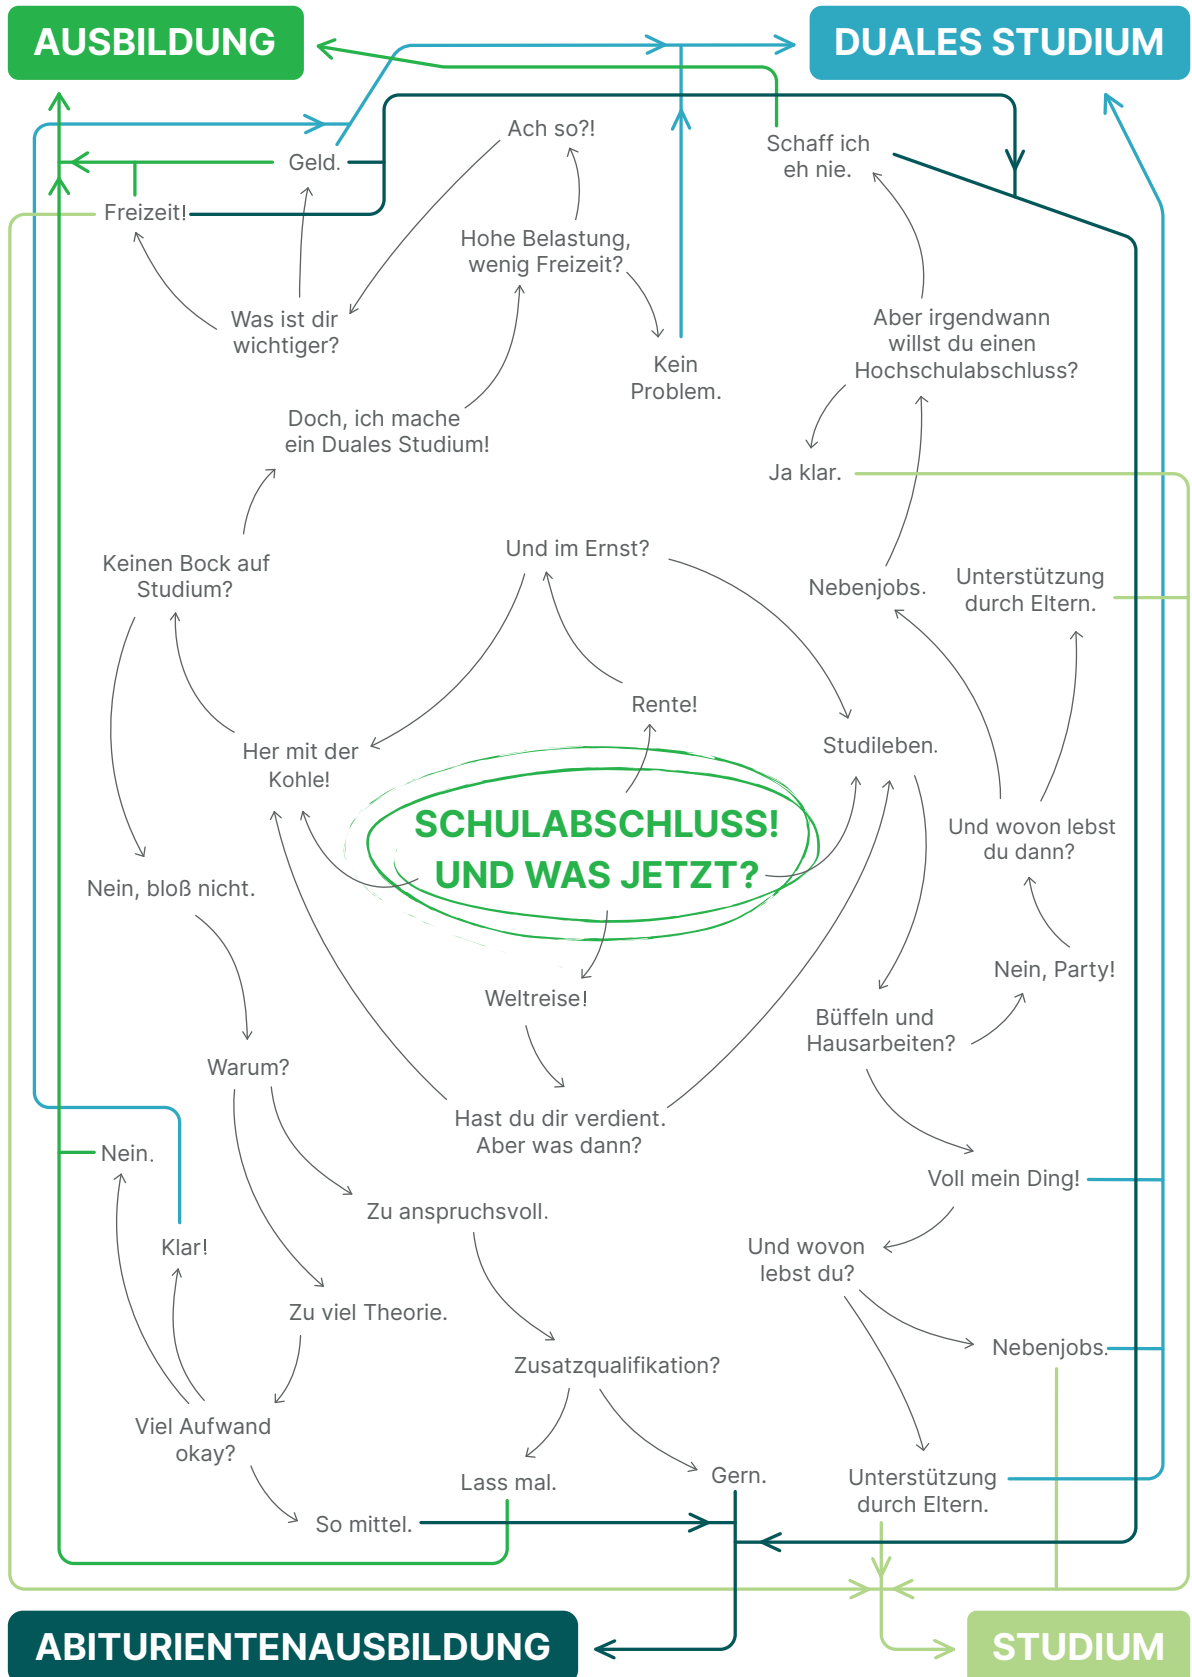 AUSBILDUNG
DUALES STUDIUM
Ach so?!
Schaff ich
eh nie.
Geld.
Freizeit!
Hohe Belastung,
wenig Freizeit?
Was ist dir
wichtiger?
Aber irgendwann
willst du einen
Hochschulabschluss?
Kein
Problem.
Doch, ich mache
ein Duales Studium!
Ja klar.
Keinen Bock auf
Studium?
Und im Ernst?
Nebenjobs.
Unterstützung
durch Eltern.
Rente!
Her mit der
Kohle!
Studileben.
SCHULABSCHLUSS!
UND WAS JETZT?
Und wovon lebst
du dann?
Nein, bloß nicht.
Nein, Party!
Weltreise!
Büffeln und
Hausarbeiten?
Warum?
Hast du dir verdient.
Aber was dann?
Nein.
Voll mein Ding!
Zu anspruchsvoll.
Klar!
Und wovon
lebst du?
Zu viel Theorie.
Nebenjobs.
Zusatzqualifikation?
Viel Aufwand
okay?
Lass mal.
Gern.
Unterstützung
durch Eltern.
So mittel.
ABITURIENTENAUSBILDUNG
STUDIUM